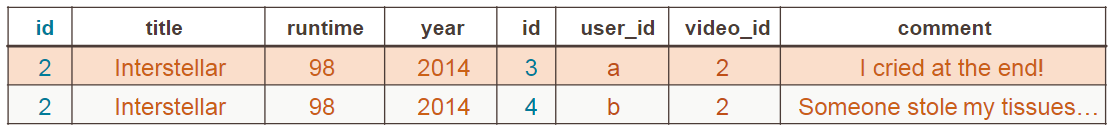 id title runtime year id user_id video_id comment
2 Interstellar 98 2014 3 a 2 I cried at the end!
2 Interstellar 98 2014 4 b 2 Someone stole my tissues…